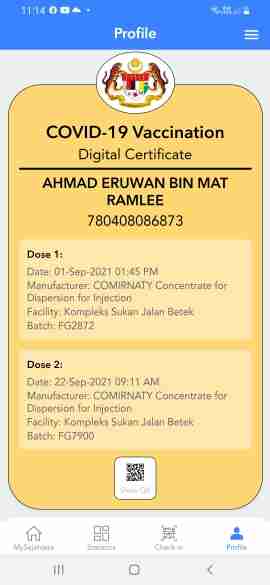 11:14
Profile
COVID-19 Vaccination
Digital Certificate
AHMAD ERUWAN BIN MAT
RAMLEE
780408086873
Dose 1:
Date: 01-Sep-2021 01:45 PM
Manufacturer: COMIRNATY Concentrate for
Dispersion for Injection
Facility: Kompleks Sukan Jalan Betek
Batch: FG2872
Dose 2:
Date: 22-Sep-2021 09:11 AM
Manufacturer: COMIRNATY Concentrate for
Dispersion for Injection
Facility: Kompleks Sukan Jalan Betek
Batch: FG7900
View QR
MySejahtera
Statistics
Check-in
Profile